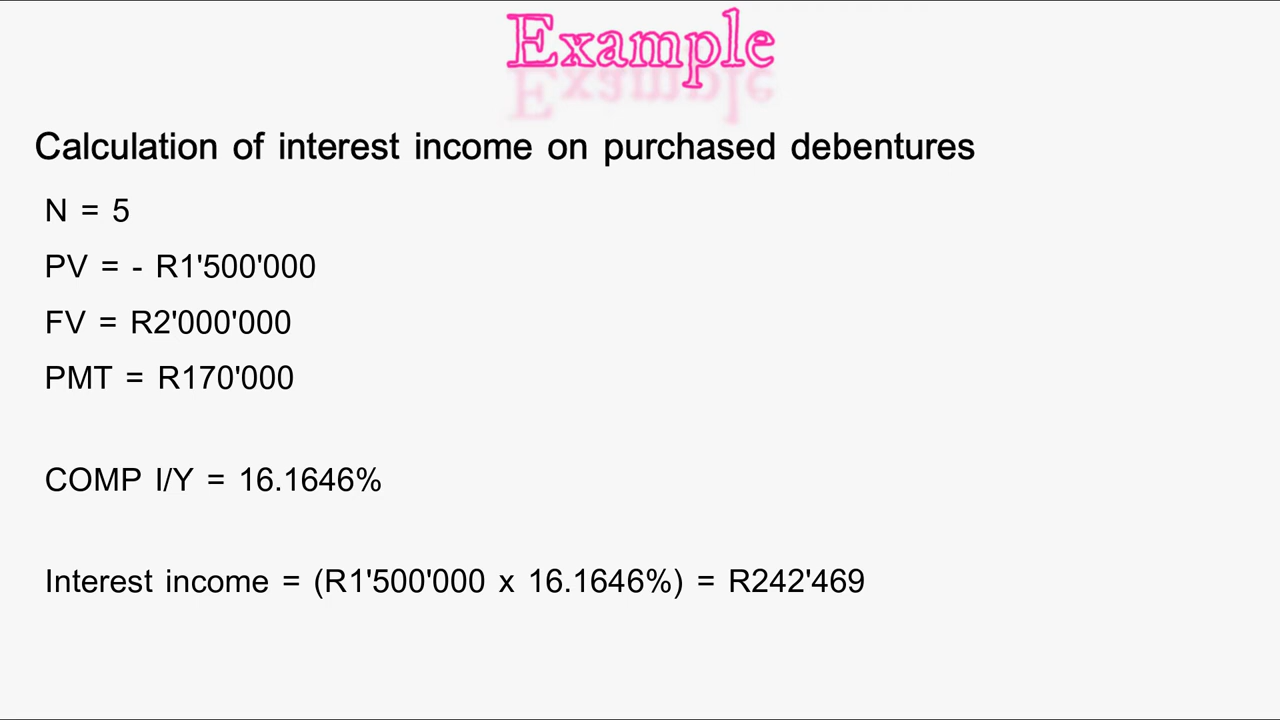 Example
Calculation of interest income on purchased debentures
N = 5
PV = - R1'500'000
FV = R2'000'000
PMT = R170'000
COMP I/Y = 16.1646%
Interest income = (R1'500'000 x 16.1646%) = R242'469